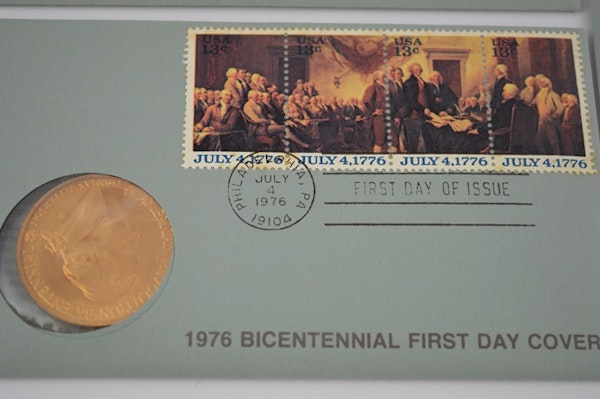 USA
13c
USA
13c
USA
13c
USA
13c
JULY 4, 1776
JULY 4, 1776
JULY 4, 1776
JULY 4, 1776
PHILADELPHIA, PA
JULY
4
1976
19104
FIRST DAY OF ISSUE
BICENTENNIAL
1976 BICENTENNIAL FIRST DAY COVER